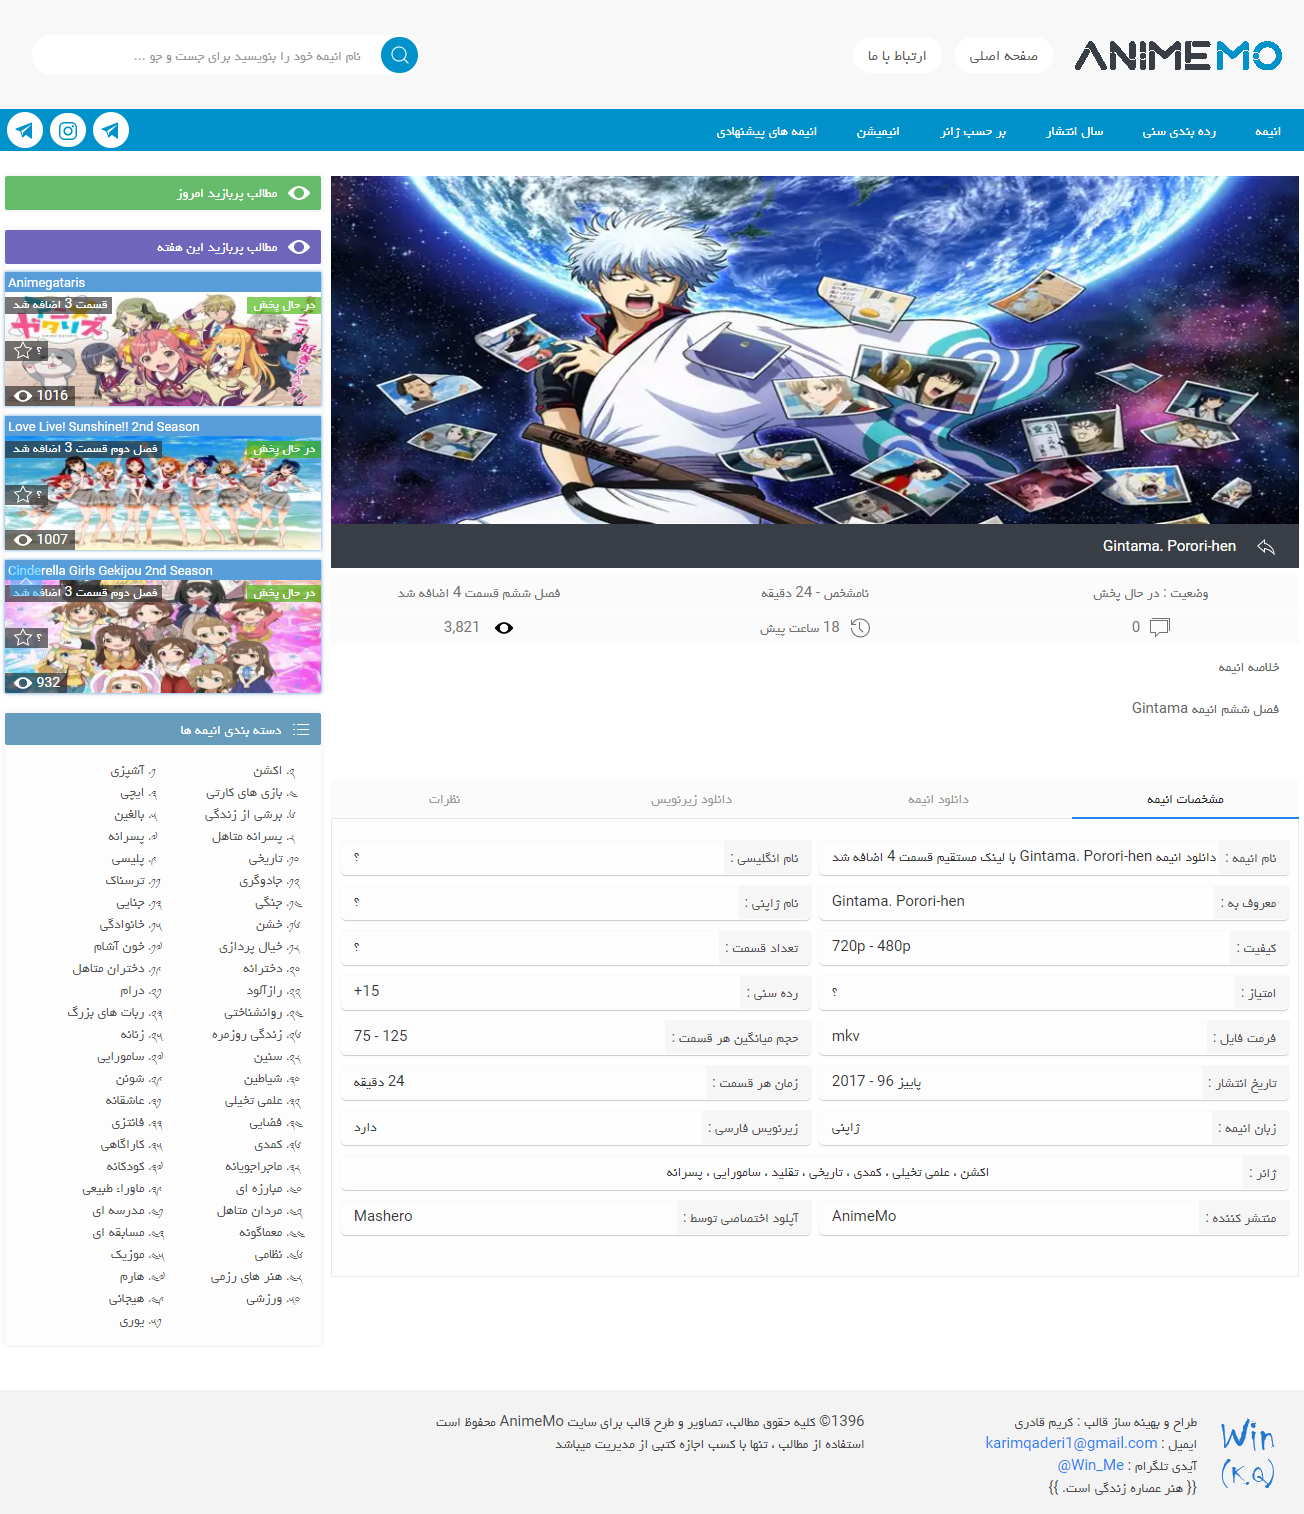 ANIMEMO
صفحه اصلی
ارتباط با ما
نام انیمه خود را بنویسید برای جست و جو ...
انیمه
رده بندی سنی
سال انتشار
بر حسب ژانر
انیمیشن
انیمه های پیشنهادی
Gintama. Porori-hen
وضعیت : در حال پخش
نامشخص - 24 دقیقه
فصل ششم قسمت 4 اضافه شد
0
18 ساعت پیش
3,821
خلاصه انیمه
فصل ششم انیمه Gintama
مشخصات انیمه
دانلود انیمه
دانلود زیرنویس
نظرات
نام انیمه : دانلود انیمه Gintama. Porori-hen با لینک مستقیم قسمت 4 اضافه شد
نام انگلیسی : ؟
معروف به : Gintama. Porori-hen
نام ژاپنی : ؟
کیفیت : 720p - 480p
تعداد قسمت : ؟
امتیاز : ؟
رده سنی : +15
فرمت فایل : mkv
حجم میانگین هر قسمت : 75 - 125
تاریخ انتشار : پاییز 96 - 2017
زمان هر قسمت : 24 دقیقه
زبان انیمه : ژاپنی
زیرنویس فارسی : دارد
ژانر : اکشن ، علمی تخیلی ، کمدی ، تاریخی ، تقلید ، سامورایی ، پسرانه
منتشر کننده : AnimeMo
آپلود اختصاصی توسط : Mashero
مطالب پربازید امروز
مطالب پربازید این هفته
Animegataris
در حال پخش
قسمت 3 اضافه شد
؟
1016
Love Live! Sunshine!! 2nd Season
در حال پخش
فصل دوم قسمت 3 اضافه شد
؟
1007
Cinderella Girls Gekijou 2nd Season
در حال پخش
فصل دوم قسمت 3 اضافه شد
؟
932
دسته بندی انیمه ها
اکشن
آشپزی
بازی های کارتی
ایچی
برشی از زندگی
بالغین
پسرانه متاهل
پسرانه
تاریخی
پلیسی
جادوگری
ترسناک
جنگی
جنایی
خشن
خانوادگی
خیال پردازی
خون آشام
دخترانه
دختران متاهل
رازآلود
درام
روانشناختی
ربات های بزرگ
زندگی روزمره
زنانه
سنین
سامورایی
شیاطین
شونن
علمی تخیلی
عاشقانه
فضایی
فانتزی
کمدی
کاراگاهی
ماجراجویانه
کودکانه
مبارزه ای
ماوراء طبیعی
مردان متاهل
مدرسه ای
معماگونه
مسابقه ای
نظامی
موزیک
هنر های رزمی
هارم
ورزشی
هیجانی
یوری
Win
(K.Q)
طراح و بهینه ساز قالب : کریم قادری
ایمیل : karimqaderi1@gmail.com
آیدی تلگرام : @Win_Me
{{ هنر عصاره زندگی است. }}
1396© کلیه حقوق مطالب، تصاویر و طرح قالب برای سایت AnimeMo محفوظ است
استفاده از مطالب ، تنها با کسب اجازه کتبی از مدیریت میباشد